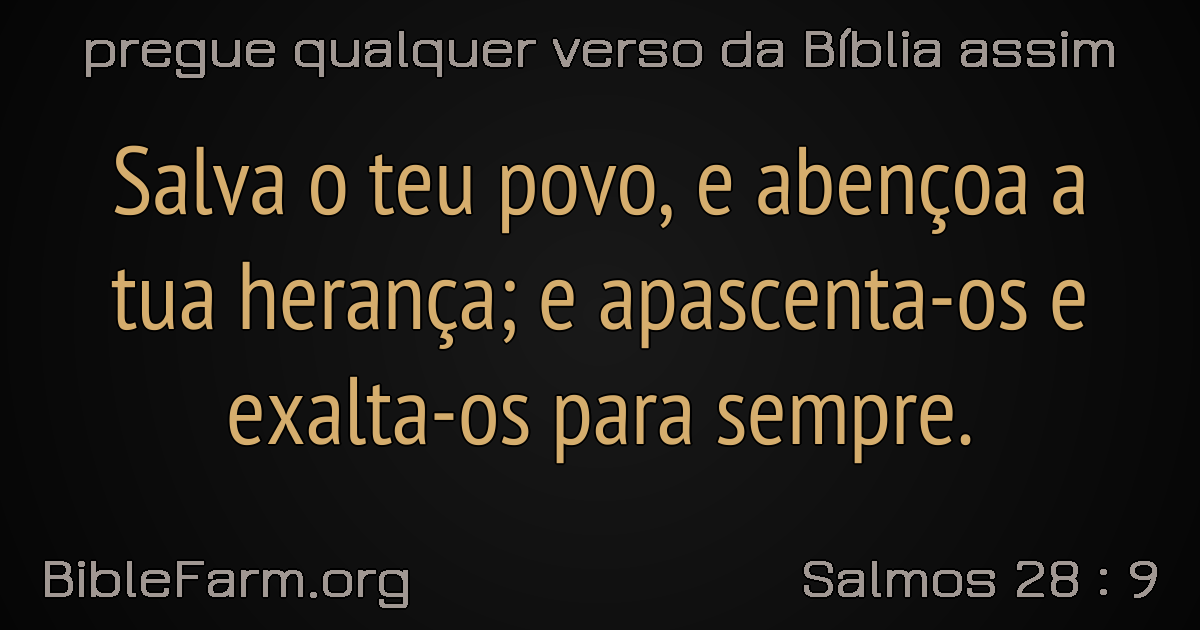 pregue qualquer verso da Bíblia assim
Salva o teu povo, e abençoa a
tua herança; e apascenta-os e
exalta-os para sempre.
BibleFarm.org
Salmos 28 : 9